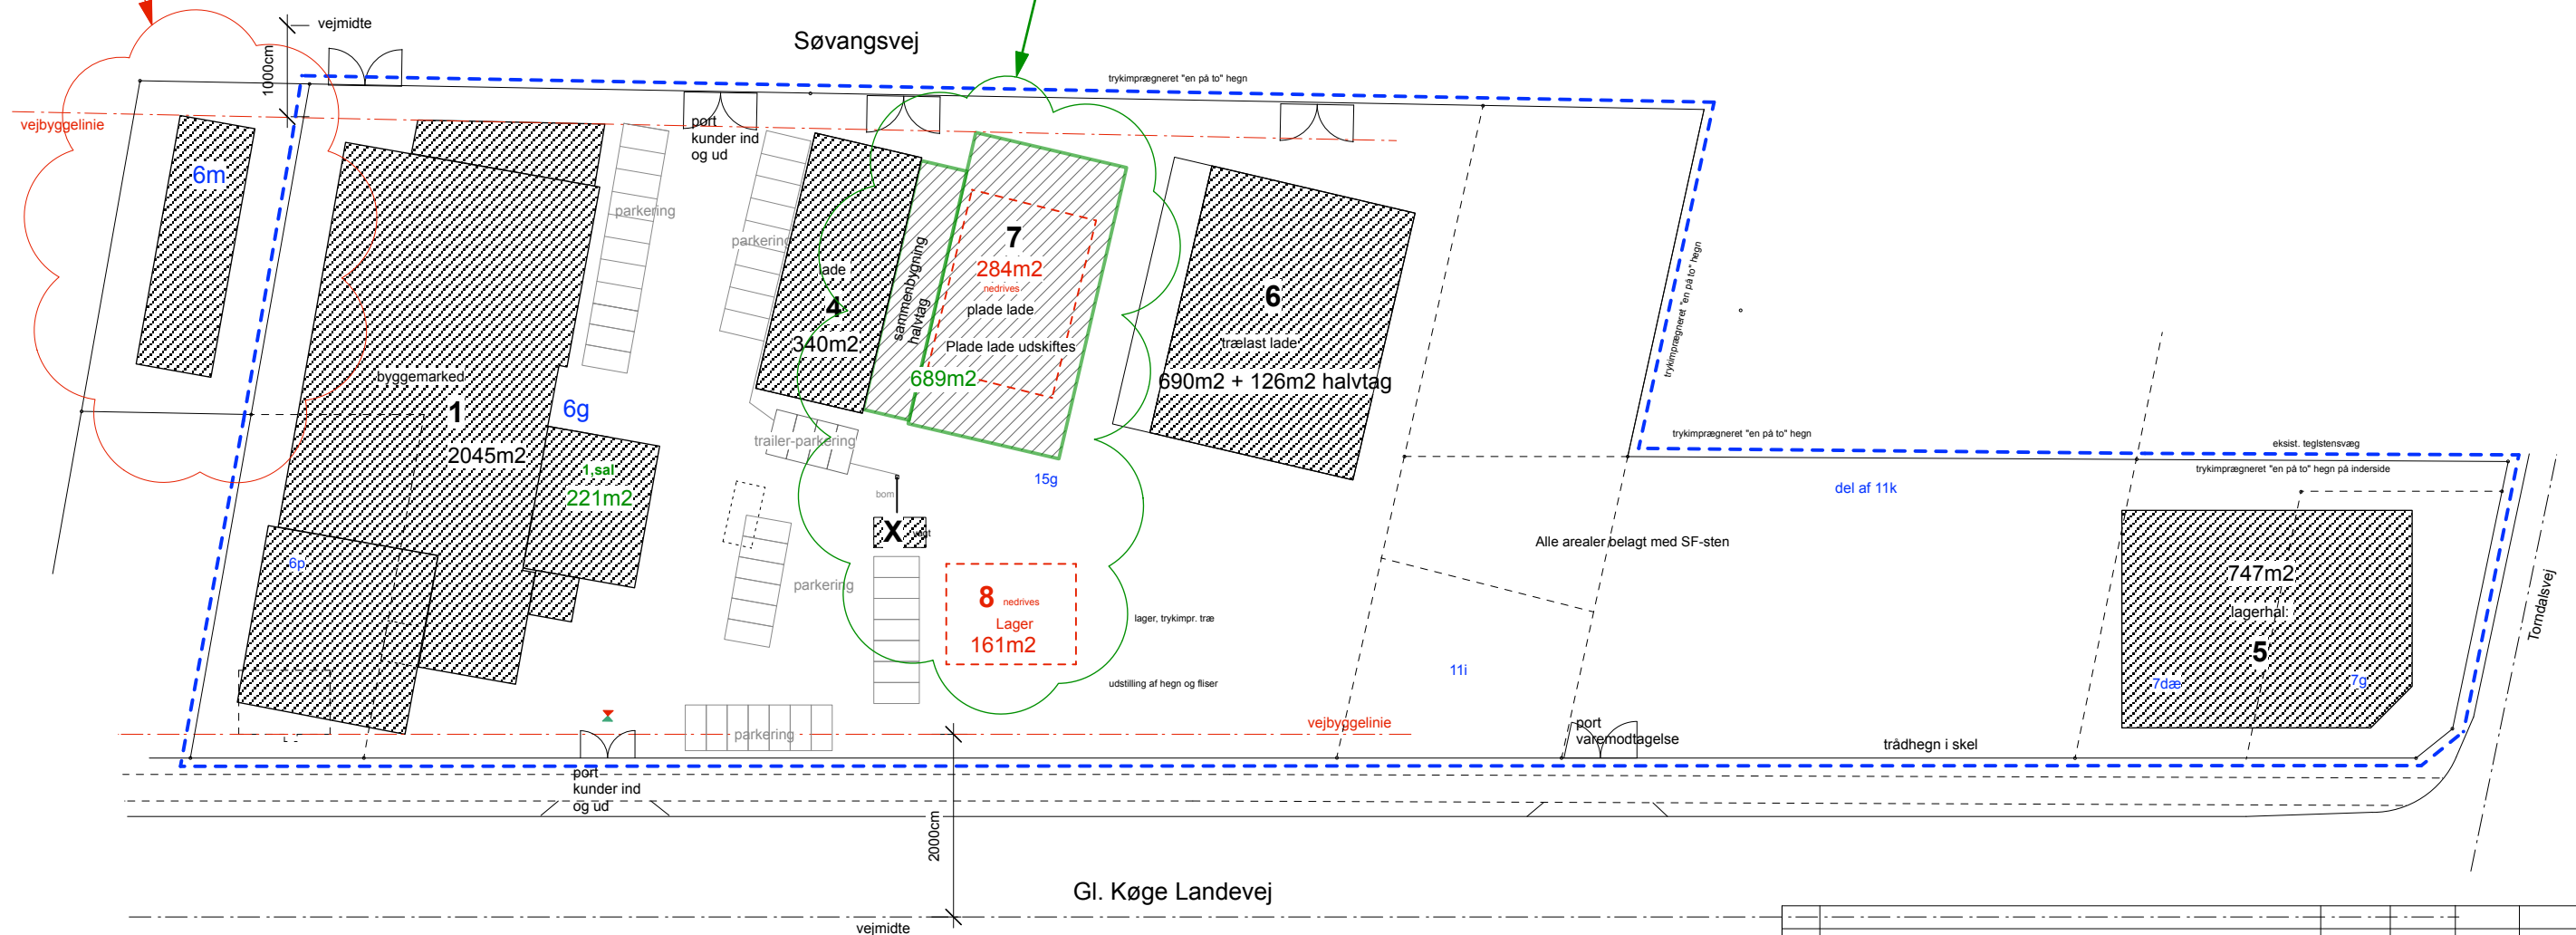 vejmidte
1000cm
Søvangsvej
trykimprægneret "en på to" hegn
vejbyggelinie
port
kunder ind
og ud
6m
parkering
parkering
lade
4
340m2
sammenbygning
halvtag
7
284m2
nedrives
plade lade
Plade lade udskiftes
689m2
6
trælast lade
690m2 + 126m2 halvtag
trykimprægneret "en på to" hegn
byggemarked
1
2045m2
6g
1,sal
221m2
6p
trailer-parkering
bom
X
vagt
15g
parkering
8
nedrives
Lager
161m2
lager, trykimpr. træ
udstilling af hegn og fliser
parkering
vejbyggelinie
trykimprægneret "en på to" hegn
eksist. teglstensvæg
trykimprægneret "en på to" hegn på inderside
del af 11k
Alle arealer belagt med SF-sten
11i
747m2
lagerhal:
5
7dæ
7g
Torndalsvej
port
varemodtagelse
trådhegn i skel
port
kunder ind
og ud
2000cm
Gl. Køge Landevej
vejmidte